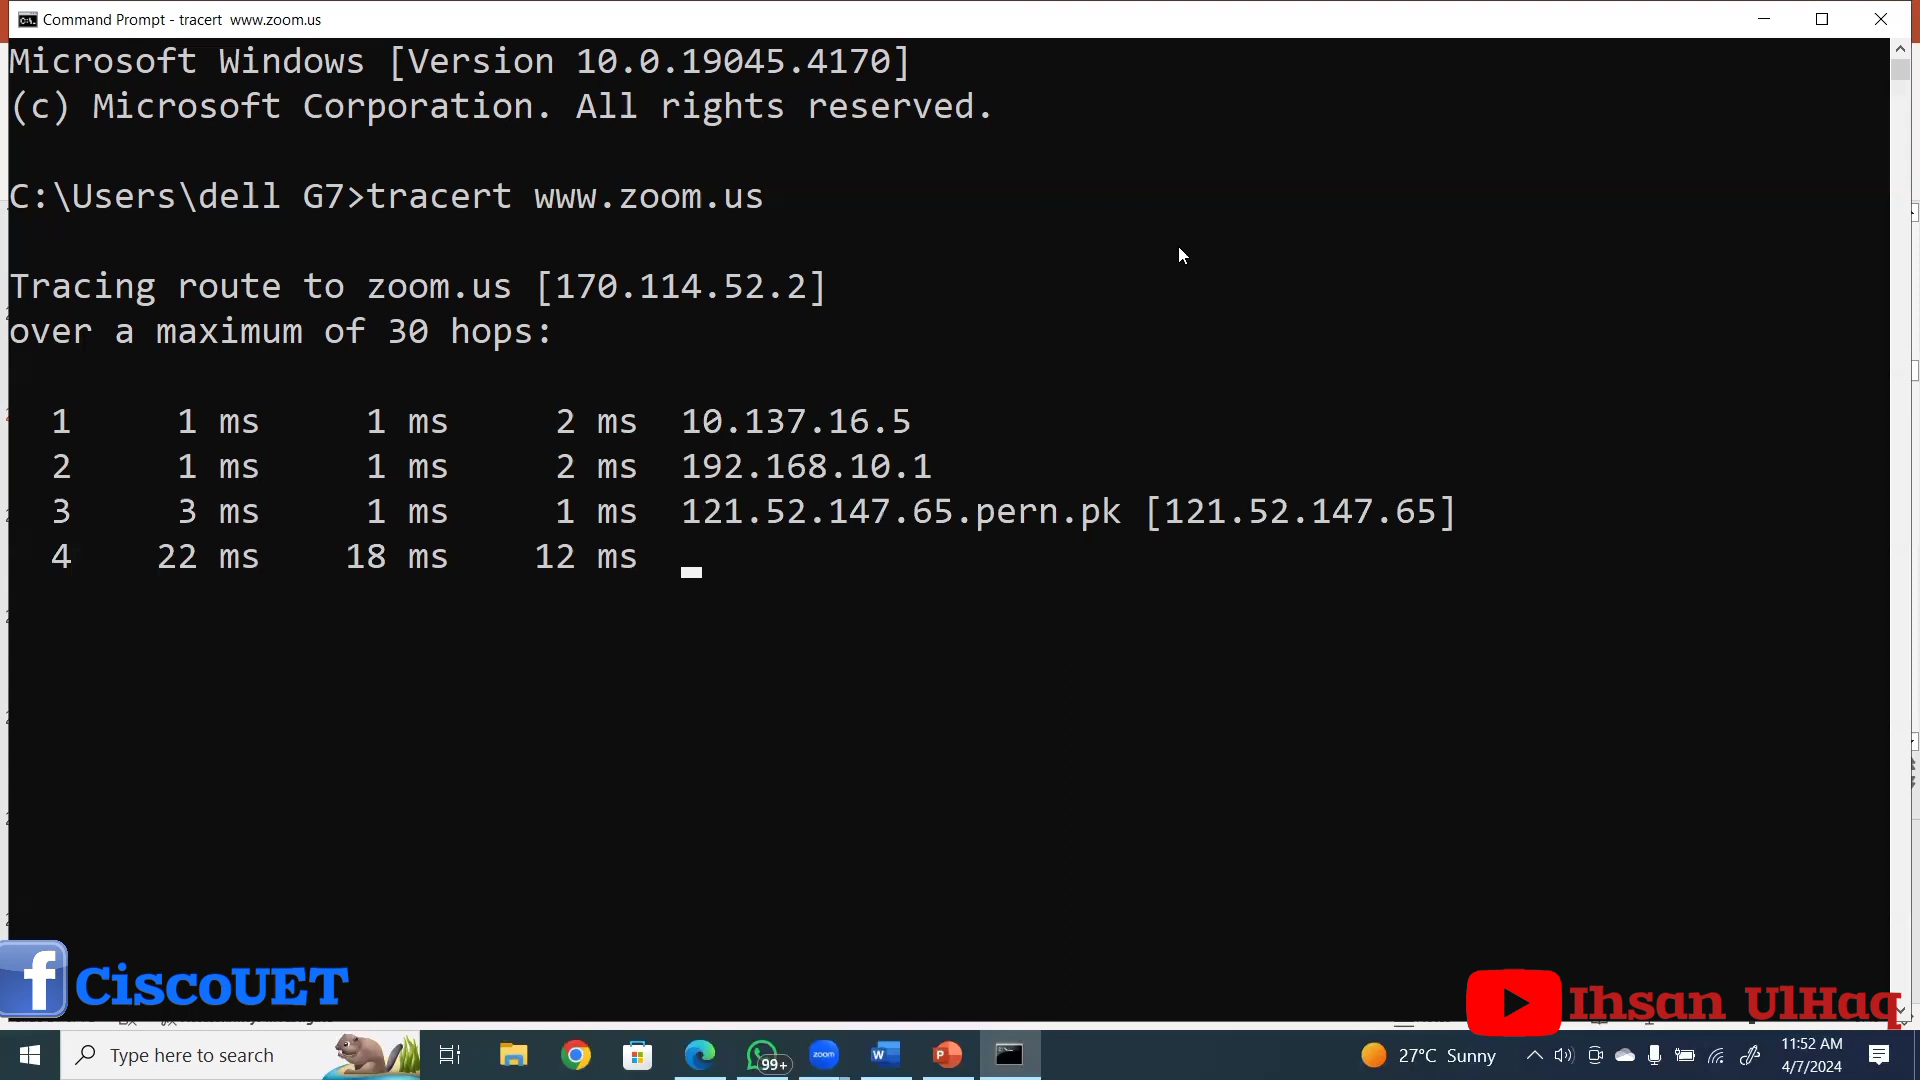 Command Prompt - tracert  www.zoom.us
Microsoft Windows [Version 10.0.19045.4170]
(c) Microsoft Corporation. All rights reserved.
C:\Users\dell G7>tracert www.zoom.us
Tracing route to zoom.us [170.114.52.2]
over a maximum of 30 hops:
1     1 ms     1 ms     2 ms  10.137.16.5
2     1 ms     1 ms     2 ms  192.168.10.1
3     3 ms     1 ms     1 ms  121.52.147.65.pern.pk [121.52.147.65]
4    22 ms    18 ms    12 ms
f CiscoUET
Ihsan UlHaq
Type here to search
99+
zoom
27°C Sunny
11:52 AM
4/7/2024